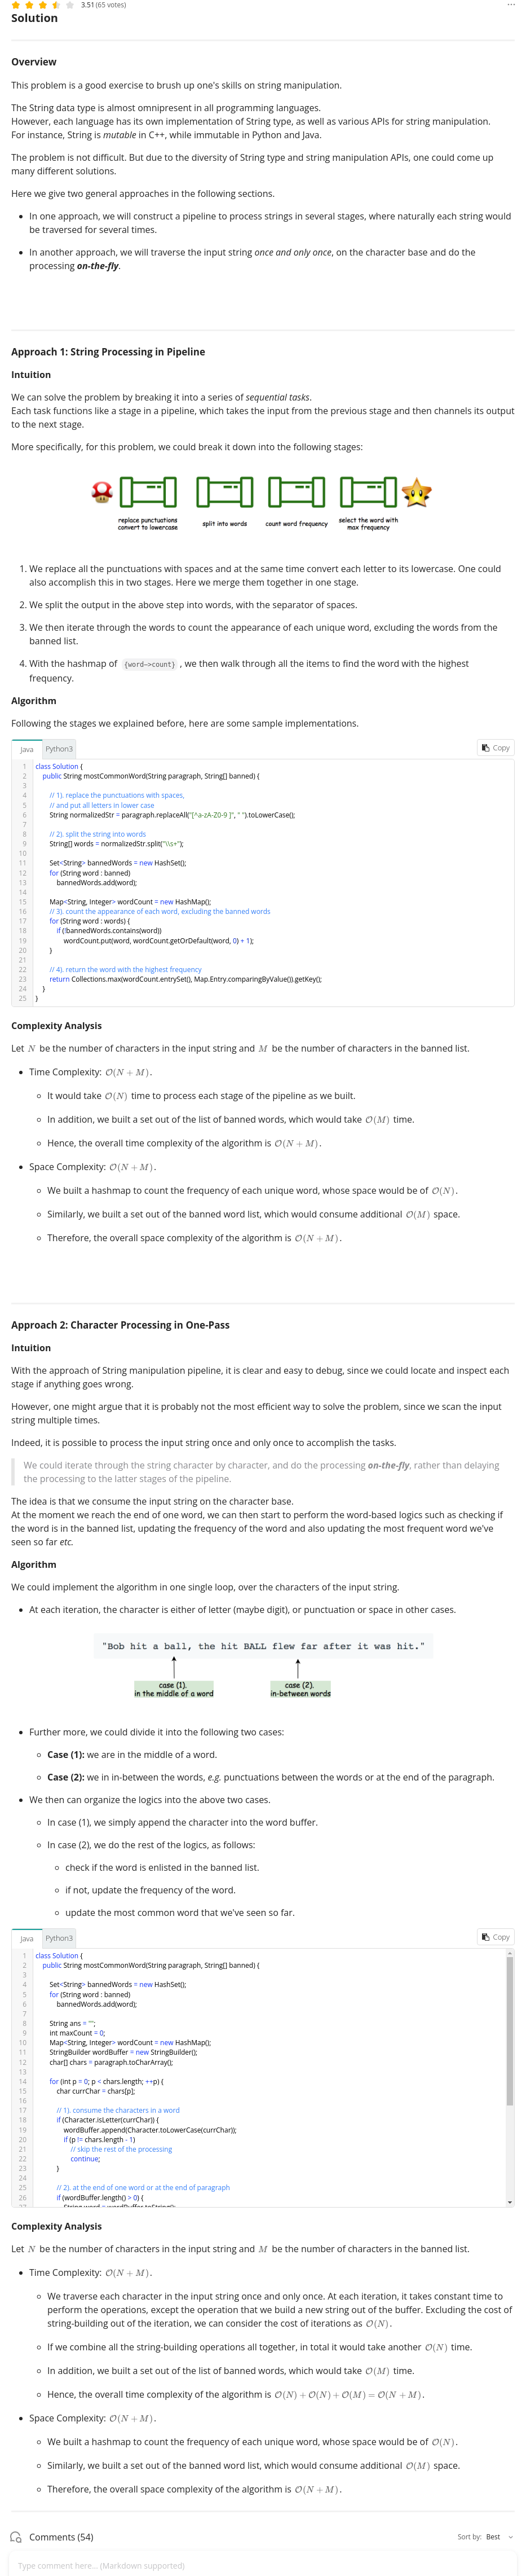 3.51 (65 votes)
Solution
Overview
This problem is a good exercise to brush up one's skills on string manipulation.
The String data type is almost omnipresent in all programming languages.
However, each language has its own implementation of String type, as well as various APIs for string manipulation.
For instance, String is mutable in C++, while immutable in Python and Java.
The problem is not difficult. But due to the diversity of String type and string manipulation APIs, one could come up
many different solutions.
Here we give two general approaches in the following sections.
• In one approach, we will construct a pipeline to process strings in several stages, where naturally each string would
be traversed for several times.
• In another approach, we will traverse the input string once and only once, on the character base and do the
processing on-the-fly.
Approach 1: String Processing in Pipeline
Intuition
We can solve the problem by breaking it into a series of sequential tasks.
Each task functions like a stage in a pipeline, which takes the input from the previous stage and then channels its output
to the next stage.
More specifically, for this problem, we could break it down into the following stages:
replace punctuations
convert to lowercase
split into words
count word frequency
select the word with
max frequency
1. We replace all the punctuations with spaces and at the same time convert each letter to its lowercase. One could
also accomplish this in two stages. Here we merge them together in one stage.
2. We split the output in the above step into words, with the separator of spaces.
3. We then iterate through the words to count the appearance of each unique word, excluding the words from the
banned list.
4. With the hashmap of {word->count} , we then walk through all the items to find the word with the highest
frequency.
Algorithm
Following the stages we explained before, here are some sample implementations.
Java Python3 Copy
1 class Solution {
2 public String mostCommonWord(String paragraph, String[] banned) {
3
4 // 1). replace the punctuations with spaces,
5 // and put all letters in lower case
6 String normalizedStr = paragraph.replaceAll("[^a-zA-Z0-9 ]", " ").toLowerCase();
7
8 // 2). split the string into words
9 String[] words = normalizedStr.split("\\s+");
10
11 Set<String> bannedWords = new HashSet();
12 for (String word : banned)
13 bannedWords.add(word);
14
15 Map<String, Integer> wordCount = new HashMap();
16 // 3). count the appearance of each word, excluding the banned words
17 for (String word : words) {
18 if (!bannedWords.contains(word))
19 wordCount.put(word, wordCount.getOrDefault(word, 0) + 1);
20 }
21
22 // 4). return the word with the highest frequency
23 return Collections.max(wordCount.entrySet(), Map.Entry.comparingByValue()).getKey();
24 }
25 }
Complexity Analysis
Let N be the number of characters in the input string and M be the number of characters in the banned list.
• Time Complexity: O(N + M).
◦ It would take O(N) time to process each stage of the pipeline as we built.
◦ In addition, we built a set out of the list of banned words, which would take O(M) time.
◦ Hence, the overall time complexity of the algorithm is O(N + M).
• Space Complexity: O(N + M).
◦ We built a hashmap to count the frequency of each unique word, whose space would be of O(N).
◦ Similarly, we built a set out of the banned word list, which would consume additional O(M) space.
◦ Therefore, the overall space complexity of the algorithm is O(N + M).
Approach 2: Character Processing in One-Pass
Intuition
With the approach of String manipulation pipeline, it is clear and easy to debug, since we could locate and inspect each
stage if anything goes wrong.
However, one might argue that it is probably not the most efficient way to solve the problem, since we scan the input
string multiple times.
Indeed, it is possible to process the input string once and only once to accomplish the tasks.
We could iterate through the string character by character, and do the processing on-the-fly, rather than delaying
the processing to the latter stages of the pipeline.
The idea is that we consume the input string on the character base.
At the moment we reach the end of one word, we can then start to perform the word-based logics such as checking if
the word is in the banned list, updating the frequency of the word and also updating the most frequent word we've
seen so far etc.
Algorithm
We could implement the algorithm in one single loop, over the characters of the input string.
• At each iteration, the character is either of letter (maybe digit), or punctuation or space in other cases.
"Bob hit a ball, the hit BALL flew far after it was hit."
case (1).
in the middle of a word
case (2).
in-between words
• Further more, we could divide it into the following two cases:
◦ Case (1): we are in the middle of a word.
◦ Case (2): we in in-between the words, e.g. punctuations between the words or at the end of the paragraph.
• We then can organize the logics into the above two cases.
◦ In case (1), we simply append the character into the word buffer.
◦ In case (2), we do the rest of the logics, as follows:
◦ check if the word is enlisted in the banned list.
◦ if not, update the frequency of the word.
◦ update the most common word that we've seen so far.
Java Python3 Copy
1 class Solution {
2 public String mostCommonWord(String paragraph, String[] banned) {
3
4 Set<String> bannedWords = new HashSet();
5 for (String word : banned)
6 bannedWords.add(word);
7
8 String ans = "";
9 int maxCount = 0;
10 Map<String, Integer> wordCount = new HashMap();
11 StringBuilder wordBuffer = new StringBuilder();
12 char[] chars = paragraph.toCharArray();
13
14 for (int p = 0; p < chars.length; ++p) {
15 char currChar = chars[p];
16
17 // 1). consume the characters in a word
18 if (Character.isLetter(currChar)) {
19 wordBuffer.append(Character.toLowerCase(currChar));
20 if (p != chars.length - 1)
21 // skip the rest of the processing
22 continue;
23 }
24
25 // 2). at the end of one word or at the end of paragraph
26 if (wordBuffer.length() > 0) {
Complexity Analysis
Let N be the number of characters in the input string and M be the number of characters in the banned list.
• Time Complexity: O(N + M).
◦ We traverse each character in the input string once and only once. At each iteration, it takes constant time to
perform the operations, except the operation that we build a new string out of the buffer. Excluding the cost of
string-building out of the iteration, we can consider the cost of iterations as O(N).
◦ If we combine all the string-building operations all together, in total it would take another O(N) time.
◦ In addition, we built a set out of the list of banned words, which would take O(M) time.
◦ Hence, the overall time complexity of the algorithm is O(N) + O(N) + O(M) = O(N + M).
• Space Complexity: O(N + M).
◦ We built a hashmap to count the frequency of each unique word, whose space would be of O(N).
◦ Similarly, we built a set out of the banned word list, which would consume additional O(M) space.
◦ Therefore, the overall space complexity of the algorithm is O(N + M).
Comments (54) Sort by: Best
Type comment here... (Markdown supported)